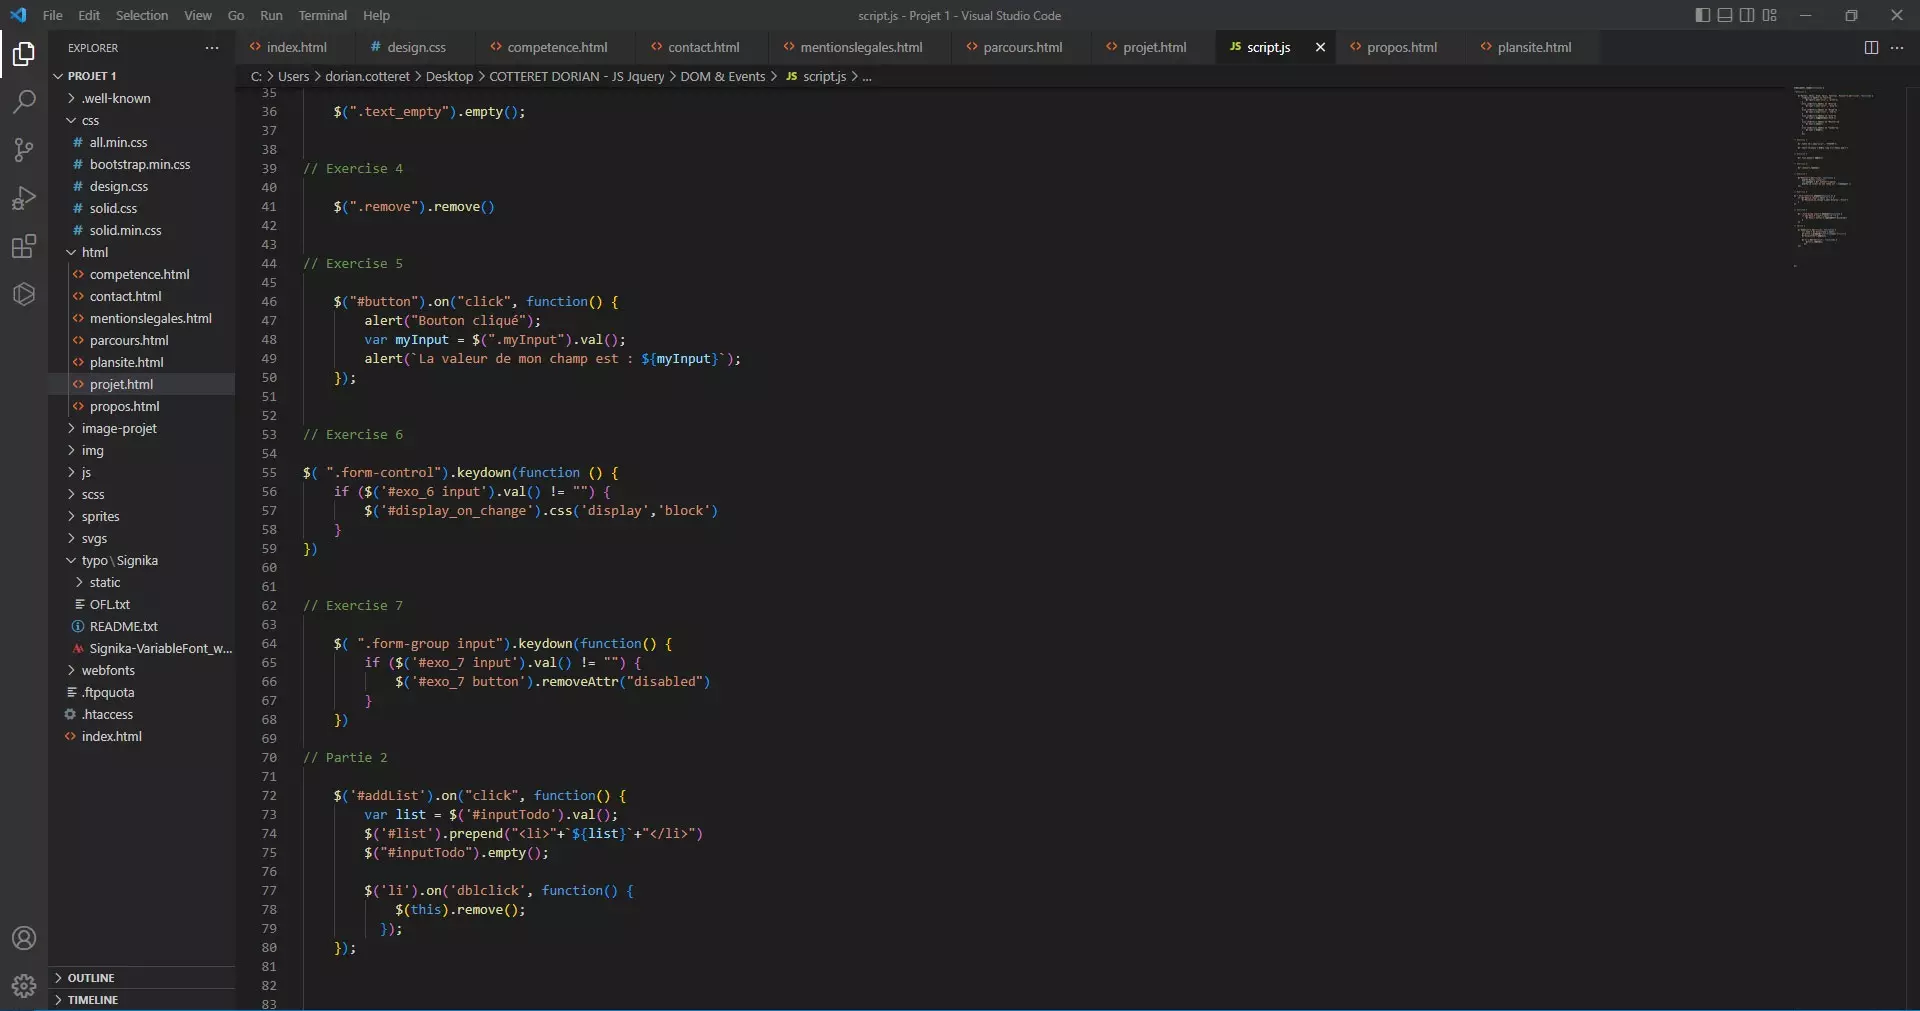 File Edit Selection View Go Run Terminal Help
script.js - Projet 1 - Visual Studio Code
EXPLORER
index.html
design.css
competence.html
contact.html
mentionslegales.html
parcours.html
projet.html
JS script.js
propos.html
plansite.html
C: > Users > dorian.cotteret > Desktop > COTTERET DORIAN - JS Jquery > DOM & Events > JS script.js > ...
PROJET 1
.well-known
css
# all.min.css
# bootstrap.min.css
# design.css
# solid.css
# solid.min.css
html
competence.html
contact.html
mentionslegales.html
parcours.html
plansite.html
projet.html
propos.html
image-projet
img
js
scss
sprites
svgs
typo\Signika
static
OFL.txt
README.txt
Signika-VariableFont_w...
webfonts
.ftpquota
.htaccess
index.html
OUTLINE
TIMELINE
35
36 $(".text_empty").empty();
37
38
39 // Exercise 4
40
41 $(".remove").remove()
42
43
44 // Exercise 5
45
46 $("#button").on("click", function() {
47 alert("Bouton cliqué");
48 var myInput = $(".myInput").val();
49 alert(`La valeur de mon champ est : ${myInput}`);
50 });
51
52
53 // Exercise 6
54
55 $( ".form-control").keydown(function () {
56 if ($('#exo_6 input').val() != "") {
57 $('#display_on_change').css('display','block')
58 }
59 })
60
61
62 // Exercise 7
63
64 $( ".form-group input").keydown(function() {
65 if ($('#exo_7 input').val() != "") {
66 $('#exo_7 button').removeAttr("disabled")
67 }
68 })
69
70 // Partie 2
71
72 $('#addList').on("click", function() {
73 var list = $('#inputTodo').val();
74 $('#list').prepend("<li>"+`${list}`+"</li>")
75 $("#inputTodo").empty();
76
77 $('li').on('dblclick', function() {
78 $(this).remove();
79 });
80 });
81
82
83